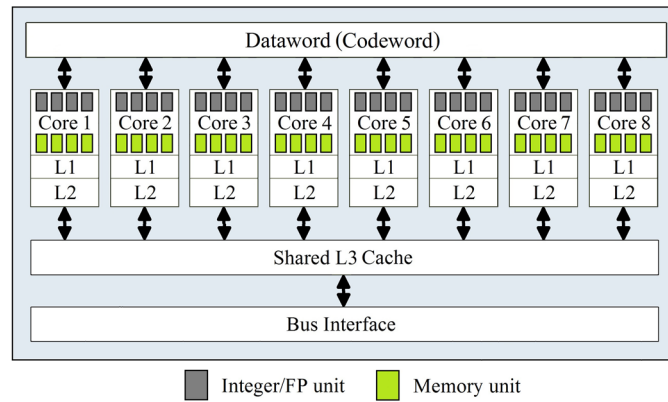 Dataword (Codeword)
Core 1 Core 2 Core 3 Core 4 Core 5 Core 6 Core 7 Core 8
L1 L1 L1 L1 L1 L1 L1 L1
L2 L2 L2 L2 L2 L2 L2 L2
Shared L3 Cache
Bus Interface
Integer/FP unit Memory unit